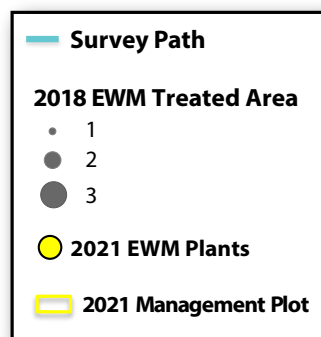 Survey Path
2018 EWM Treated Area
1
2
3
2021 EWM Plants
2021 Management Plot